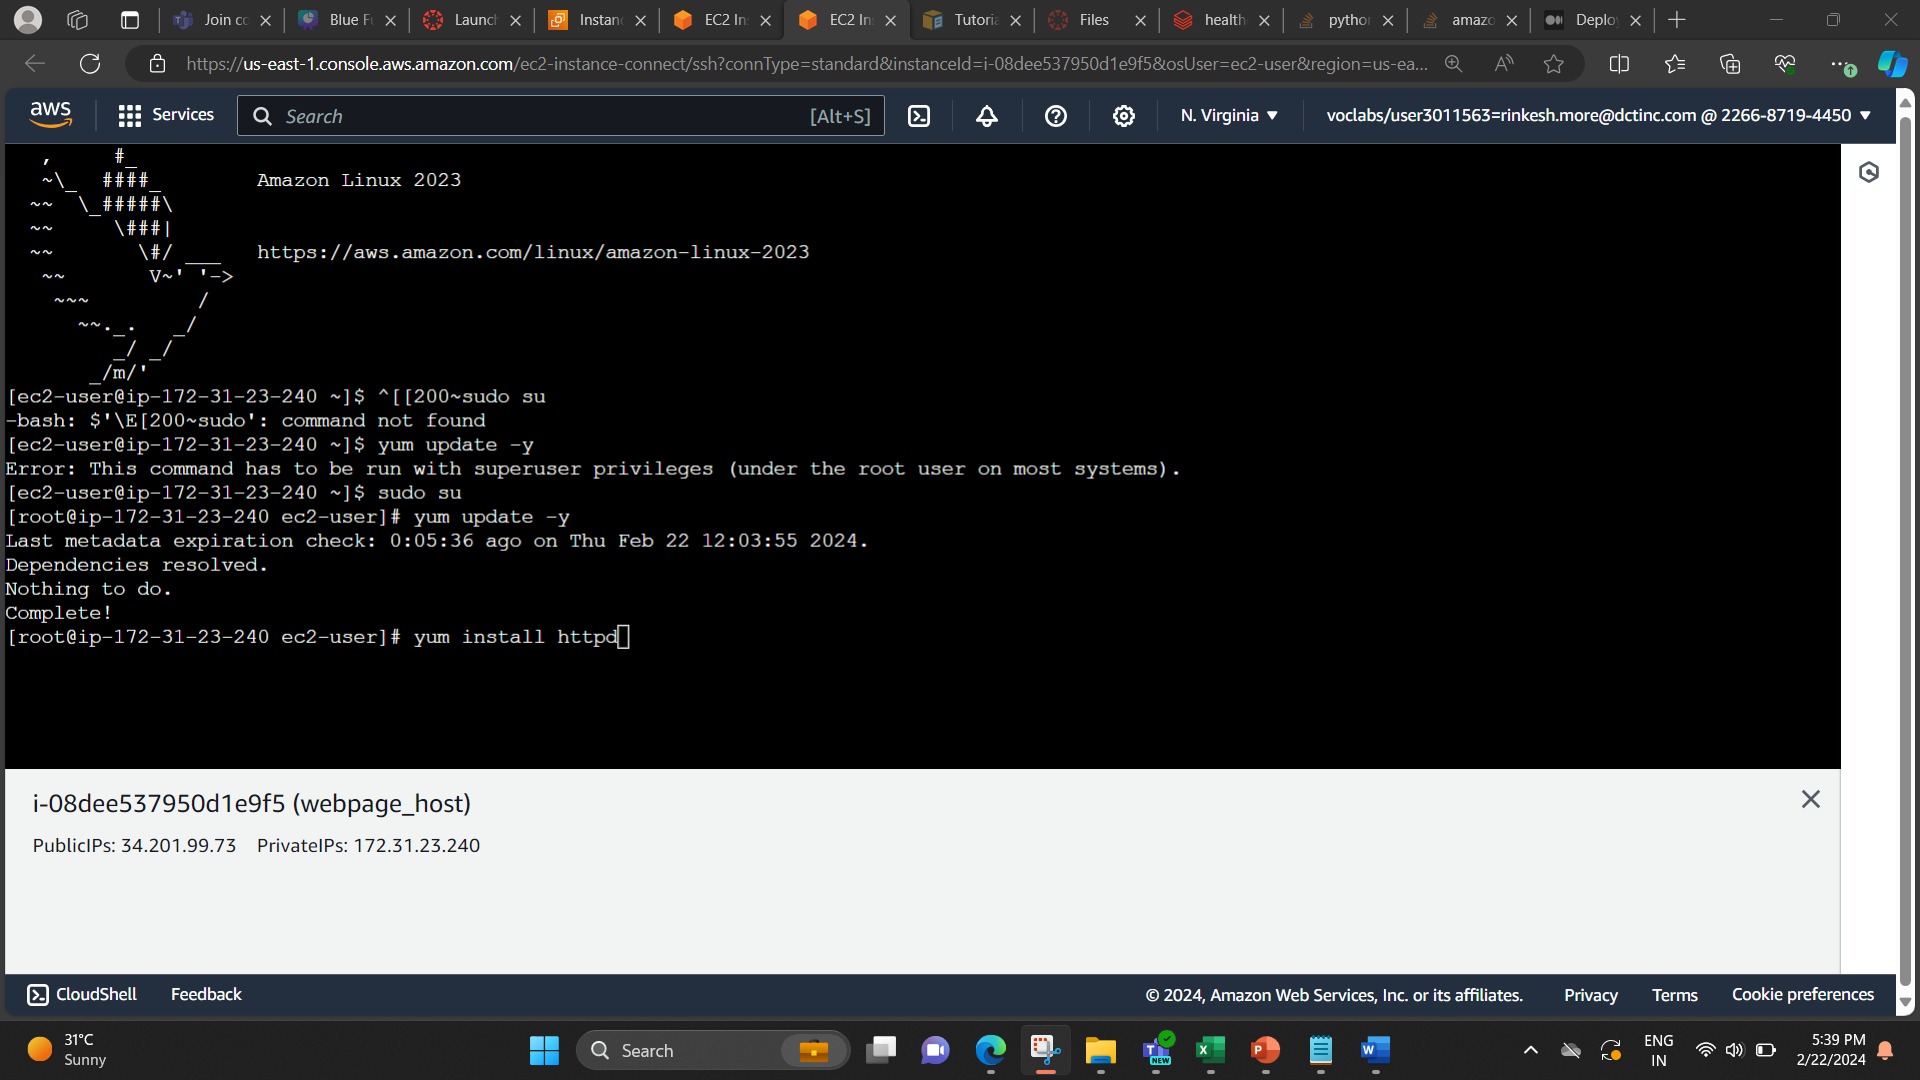 Join co
Blue Fu
Launch
Instanc
EC2 Ins
EC2 Ins
Tutoria
Files
health
python
amazo
Deploy
https://us-east-1.console.aws.amazon.com/ec2-instance-connect/ssh?connType=standard&instanceId=i-08dee537950d1e9f5&osUser=ec2-user&region=us-ea...
aws
Services
Search
[Alt+S]
N. Virginia
voclabs/user3011563=rinkesh.more@dctinc.com @ 2266-8719-4450
   ,     #_
   ~\_  ####_        Amazon Linux 2023
  ~~  \_#####\
  ~~     \###|
  ~~       \#/ ___   https://aws.amazon.com/linux/amazon-linux-2023
   ~~       V~' '->
    ~~~         /
      ~~._.   _/
         _/ _/
       _/m/'
[ec2-user@ip-172-31-23-240 ~]$ ^[[200~sudo su
-bash: $'\E[200~sudo': command not found
[ec2-user@ip-172-31-23-240 ~]$ yum update -y
Error: This command has to be run with superuser privileges (under the root user on most systems).
[ec2-user@ip-172-31-23-240 ~]$ sudo su
[root@ip-172-31-23-240 ec2-user]# yum update -y
Last metadata expiration check: 0:05:36 ago on Thu Feb 22 12:03:55 2024.
Dependencies resolved.
Nothing to do.
Complete!
[root@ip-172-31-23-240 ec2-user]# yum install httpd
i-08dee537950d1e9f5 (webpage_host)
PublicIPs: 34.201.99.73    PrivateIPs: 172.31.23.240
CloudShell
Feedback
© 2024, Amazon Web Services, Inc. or its affiliates.
Privacy
Terms
Cookie preferences
31°C
Sunny
Search
NEW
ENG
IN
5:39 PM
2/22/2024